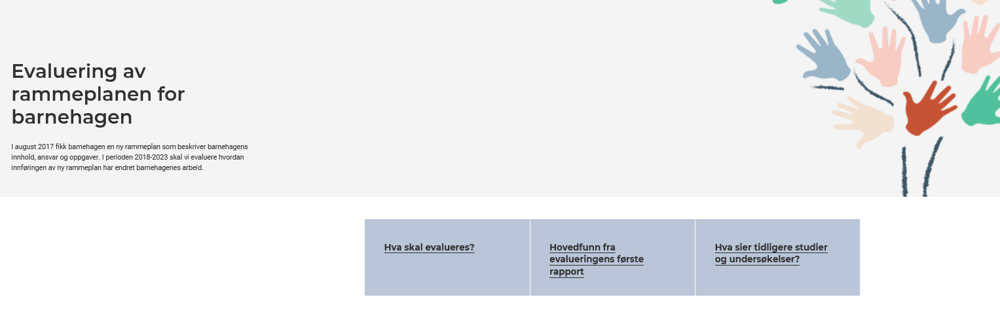 Evaluering av
rammeplanen for
barnehagen
I august 2017 fikk barnehagen en ny rammeplan som beskriver barnehagens
innhold, ansvar og oppgaver. I perioden 2018-2023 skal vi evaluere hvordan
innføringen av ny rammeplan har endret barnehagenes arbeid.
Hva skal evalueres?
Hovedfunn fra
evalueringens første
rapport
Hva sier tidligere studier
og undersøkelser?